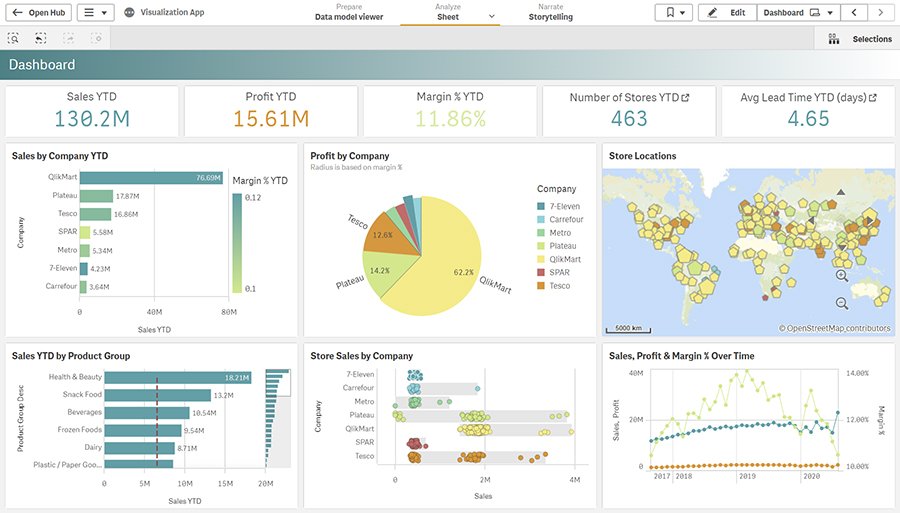 Open Hub
Visualization App
Prepare
Data model viewer
Analyze
Sheet
Narrate
Storytelling
Edit
Dashboard
Selections
Dashboard
Sales YTD
130.2M
Profit YTD
15.61M
Margin % YTD
11.86%
Number of Stores YTD
463
Avg Lead Time YTD (days)
4.65
Sales by Company YTD
Company
QlikMart
76.69M
Plateau
17.87M
Tesco
16.86M
SPAR
5.58M
Metro
5.34M
7-Eleven
4.23M
Carrefour
3.64M
0 40M 80M
Sales YTD
Margin % YTD
0.12
0.1
Profit by Company
Radius is based on margin %
Tesco
12.6%
Plateau
14.2%
62.2%
QlikMart
Company
7-Eleven
Carrefour
Metro
Plateau
QlikMart
SPAR
Tesco
Store Locations
5000 km
© OpenStreetMap contributors
Sales YTD by Product Group
Product Group Desc
Health & Beauty
18.21M
Snack Food
13.2M
Beverages
10.54M
Frozen Foods
9.54M
Dairy
8.71M
Plastic / Paper Goo...
0 5M 10M 15M 20M
Sales YTD
Store Sales by Company
Company
7-Eleven
Carrefour
Metro
Plateau
QlikMart
SPAR
Tesco
0 2M 4M
Sales
Sales, Profit & Margin % Over Time
Sales, Profit
40M
20M
0
14.00%
12.00%
10.00%
Margin %
2017 2018 2019 2020